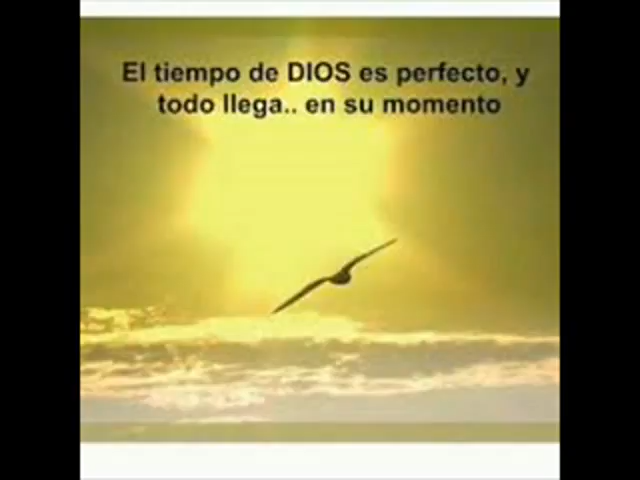 El tiempo de DIOS es perfecto, y
todo llega.. en su momento